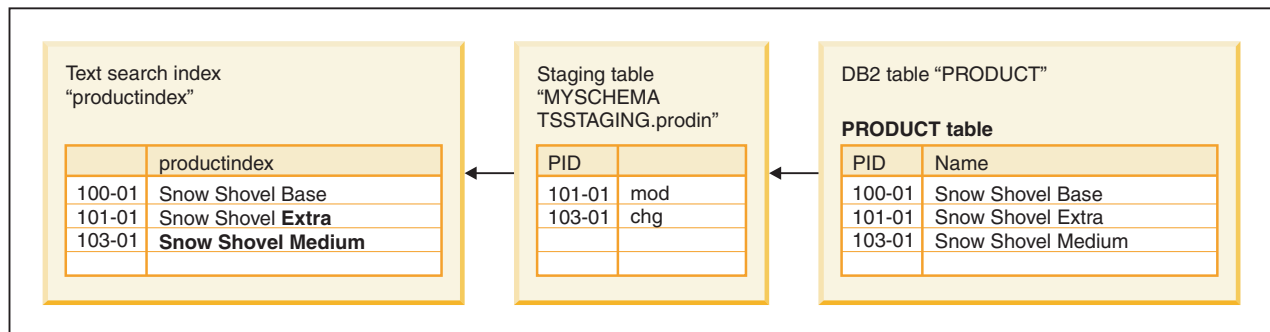 Text search index
“productindex”
productindex
100-01 Snow Shovel Base
101-01 Snow Shovel Extra
103-01 Snow Shovel Medium
Staging table
“MYSCHEMA
TSSTAGING.prodin”
PID
101-01 mod
103-01 chg
DB2 table “PRODUCT”
PRODUCT table
PID Name
100-01 Snow Shovel Base
101-01 Snow Shovel Extra
103-01 Snow Shovel Medium